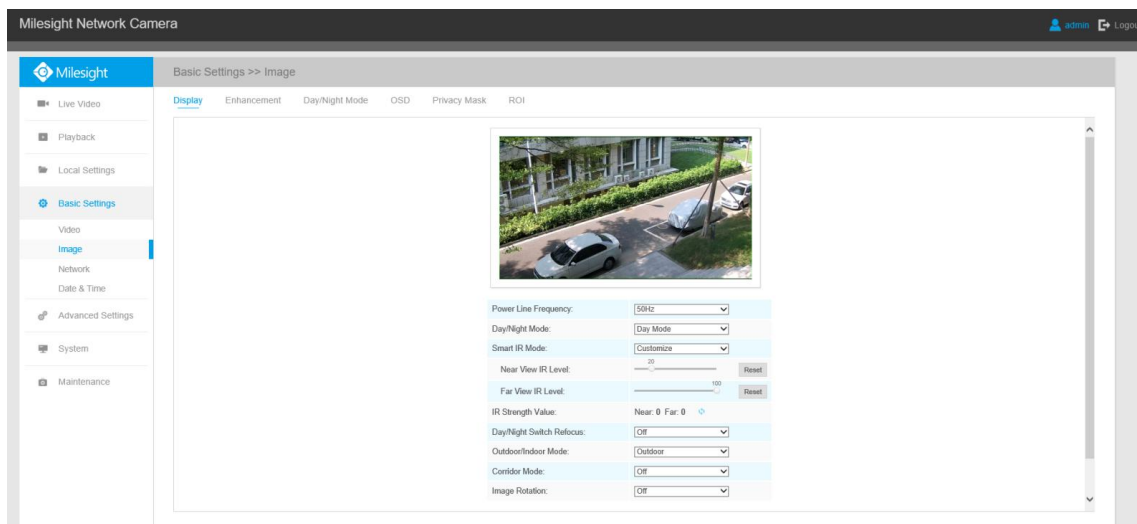 Milesight Network Camera
admin Logou
Milesight
Basic Settings >> Image
Live Video
Playback
Local Settings
Basic Settings
Video
Image
Network
Date & Time
Advanced Settings
System
Maintenance
Display Enhancement Day/Night Mode OSD Privacy Mask ROI
Power Line Frequency: 50Hz
Day/Night Mode: Day Mode
Smart IR Mode: Customize
Near View IR Level: 20 Reset
Far View IR Level: 100 Reset
IR Strength Value: Near: 0 Far: 0
Day/Night Switch Refocus: Off
Outdoor/Indoor Mode: Outdoor
Corridor Mode: Off
Image Rotation: Off